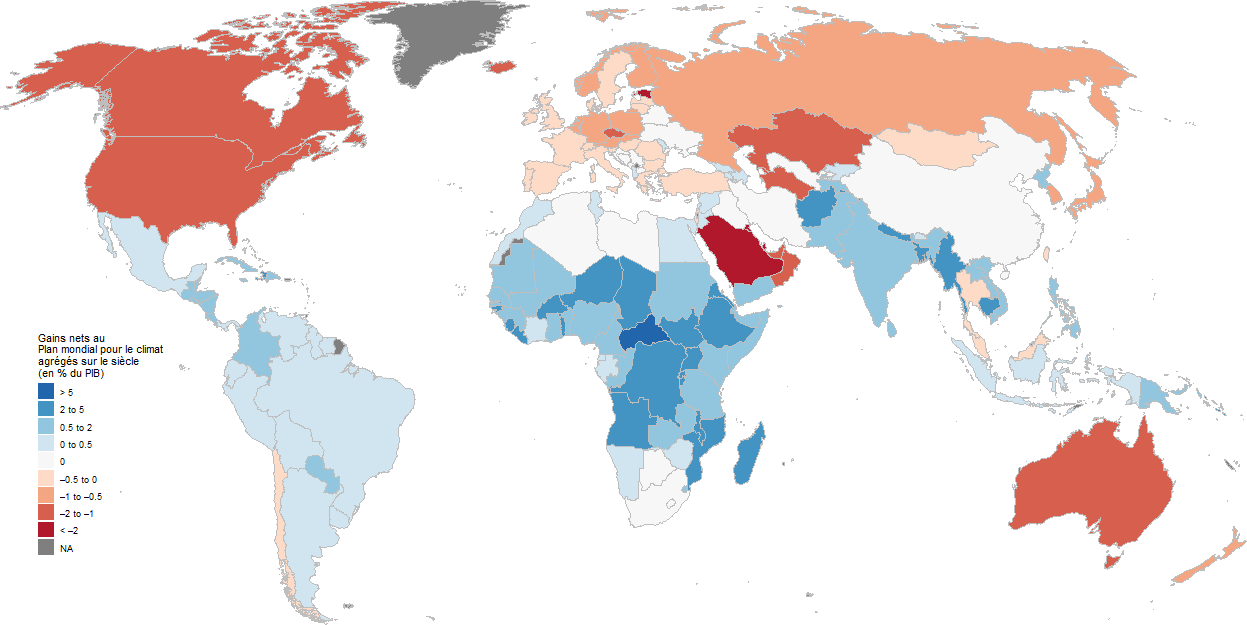 Gains nets au
Plan mondial pour le climat
agrégés sur le siècle
(en % du PIB)
> 5
2 to 5
0.5 to 2
0 to 0.5
0
–0.5 to 0
–1 to –0.5
–2 to –1
< –2
NA